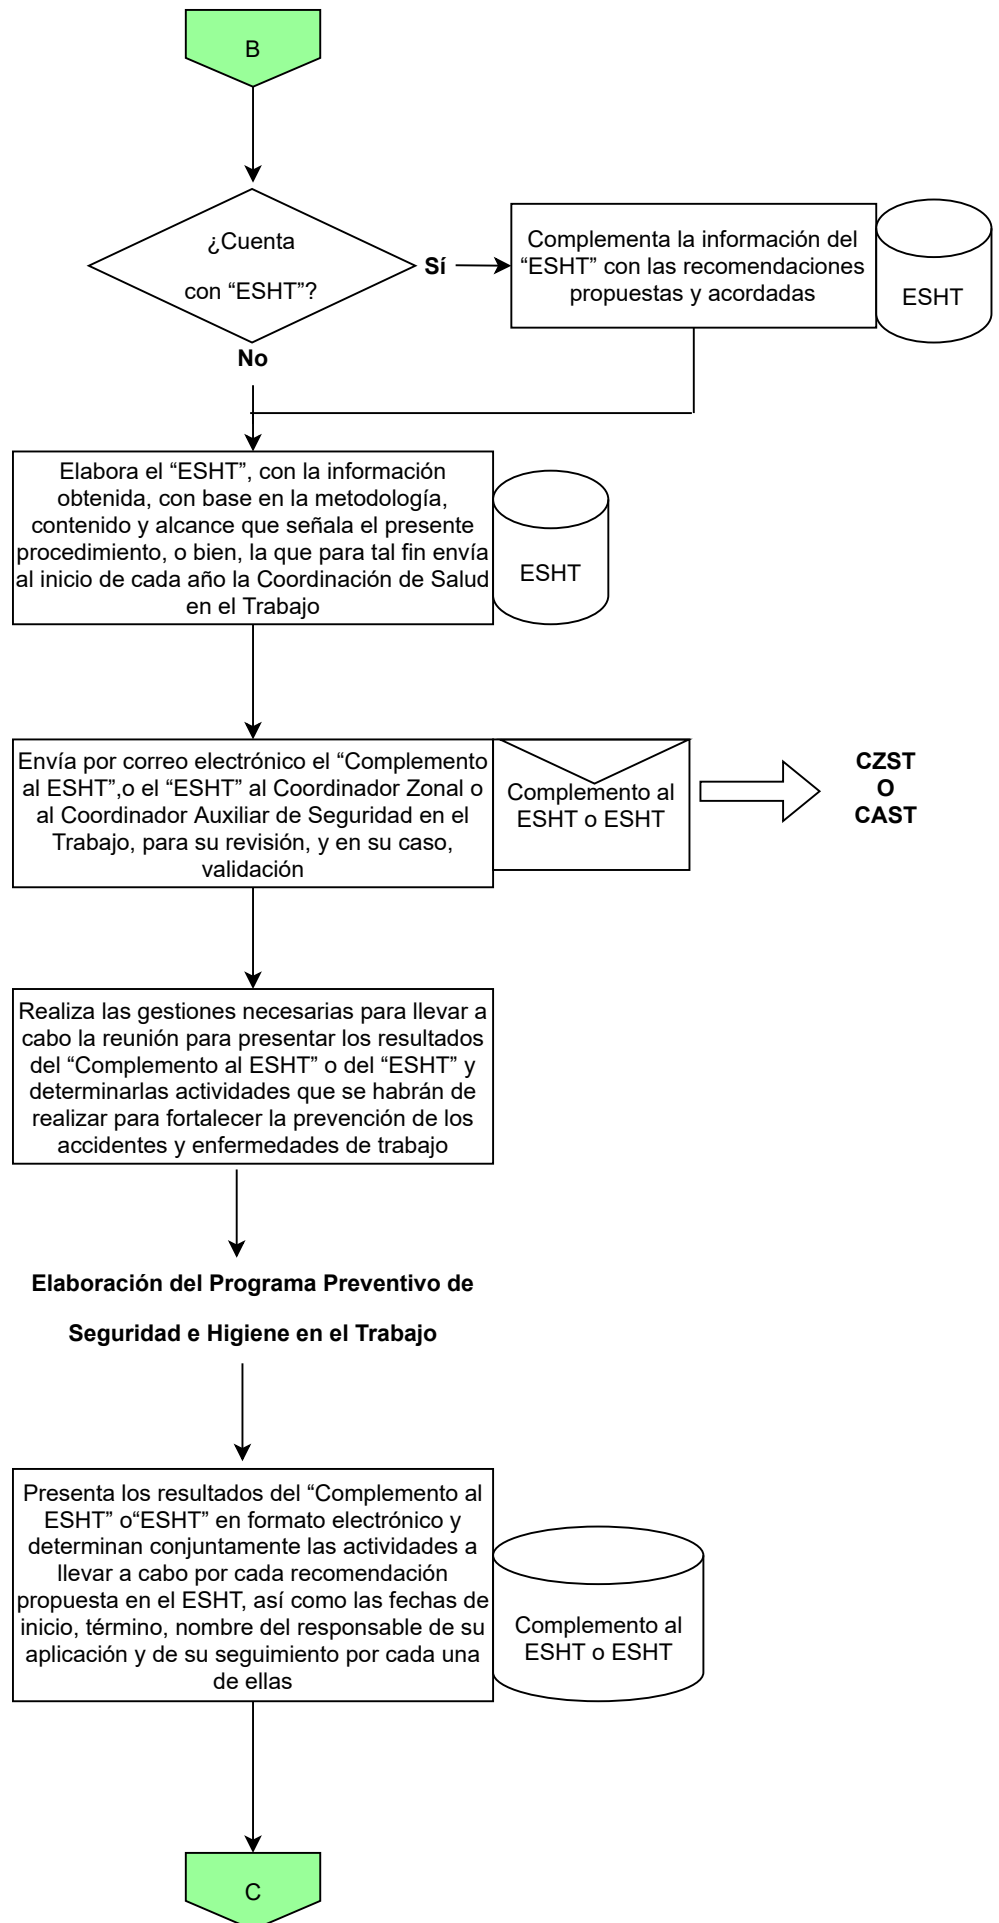 B
¿Cuenta
con “ESHT”?
Sí
Complementa la información del
“ESHT” con las recomendaciones
propuestas y acordadas
ESHT
No
Elabora el “ESHT”, con la información
obtenida, con base en la metodología,
contenido y alcance que señala el presente
procedimiento, o bien, la que para tal fin envía
al inicio de cada año la Coordinación de Salud
en el Trabajo
ESHT
Envía por correo electrónico el “Complemento
al ESHT”,o el “ESHT” al Coordinador Zonal o
al Coordinador Auxiliar de Seguridad en el
Trabajo, para su revisión, y en su caso,
validación
Complemento al
ESHT o ESHT
CZST
O
CAST
Realiza las gestiones necesarias para llevar a
cabo la reunión para presentar los resultados
del “Complemento al ESHT” o del “ESHT” y
determinarlas actividades que se habrán de
realizar para fortalecer la prevención de los
accidentes y enfermedades de trabajo
Elaboración del Programa Preventivo de
Seguridad e Higiene en el Trabajo
Presenta los resultados del “Complemento al
ESHT” o“ESHT” en formato electrónico y
determinan conjuntamente las actividades a
llevar a cabo por cada recomendación
propuesta en el ESHT, así como las fechas de
inicio, término, nombre del responsable de su
aplicación y de su seguimiento por cada una
de ellas
Complemento al
ESHT o ESHT
C